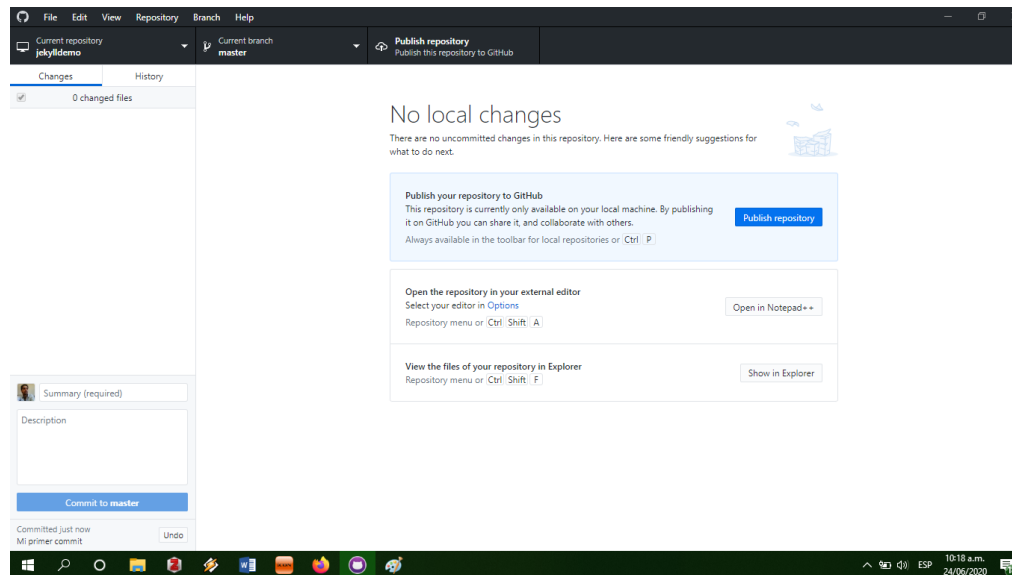 File Edit View Repository Branch Help
Current repository
jekylldemo
Current branch
master
Publish repository
Publish this repository to GitHub
Changes History
0 changed files
No local changes
There are no uncommitted changes in this repository. Here are some friendly suggestions for
what to do next.
Publish your repository to GitHub
This repository is currently only available on your local machine. By publishing
it on GitHub you can share it, and collaborate with others.
Always available in the toolbar for local repositories or Ctrl P
Publish repository
Open the repository in your external editor
Select your editor in Options
Repository menu or Ctrl Shift A
Open in Notepad++
View the files of your repository in Explorer
Repository menu or Ctrl Shift F
Show in Explorer
Summary (required)
Description
Commit to master
Committed just now
Mi primer commit
Undo
ESP
10:18 a.m.
24/06/2020